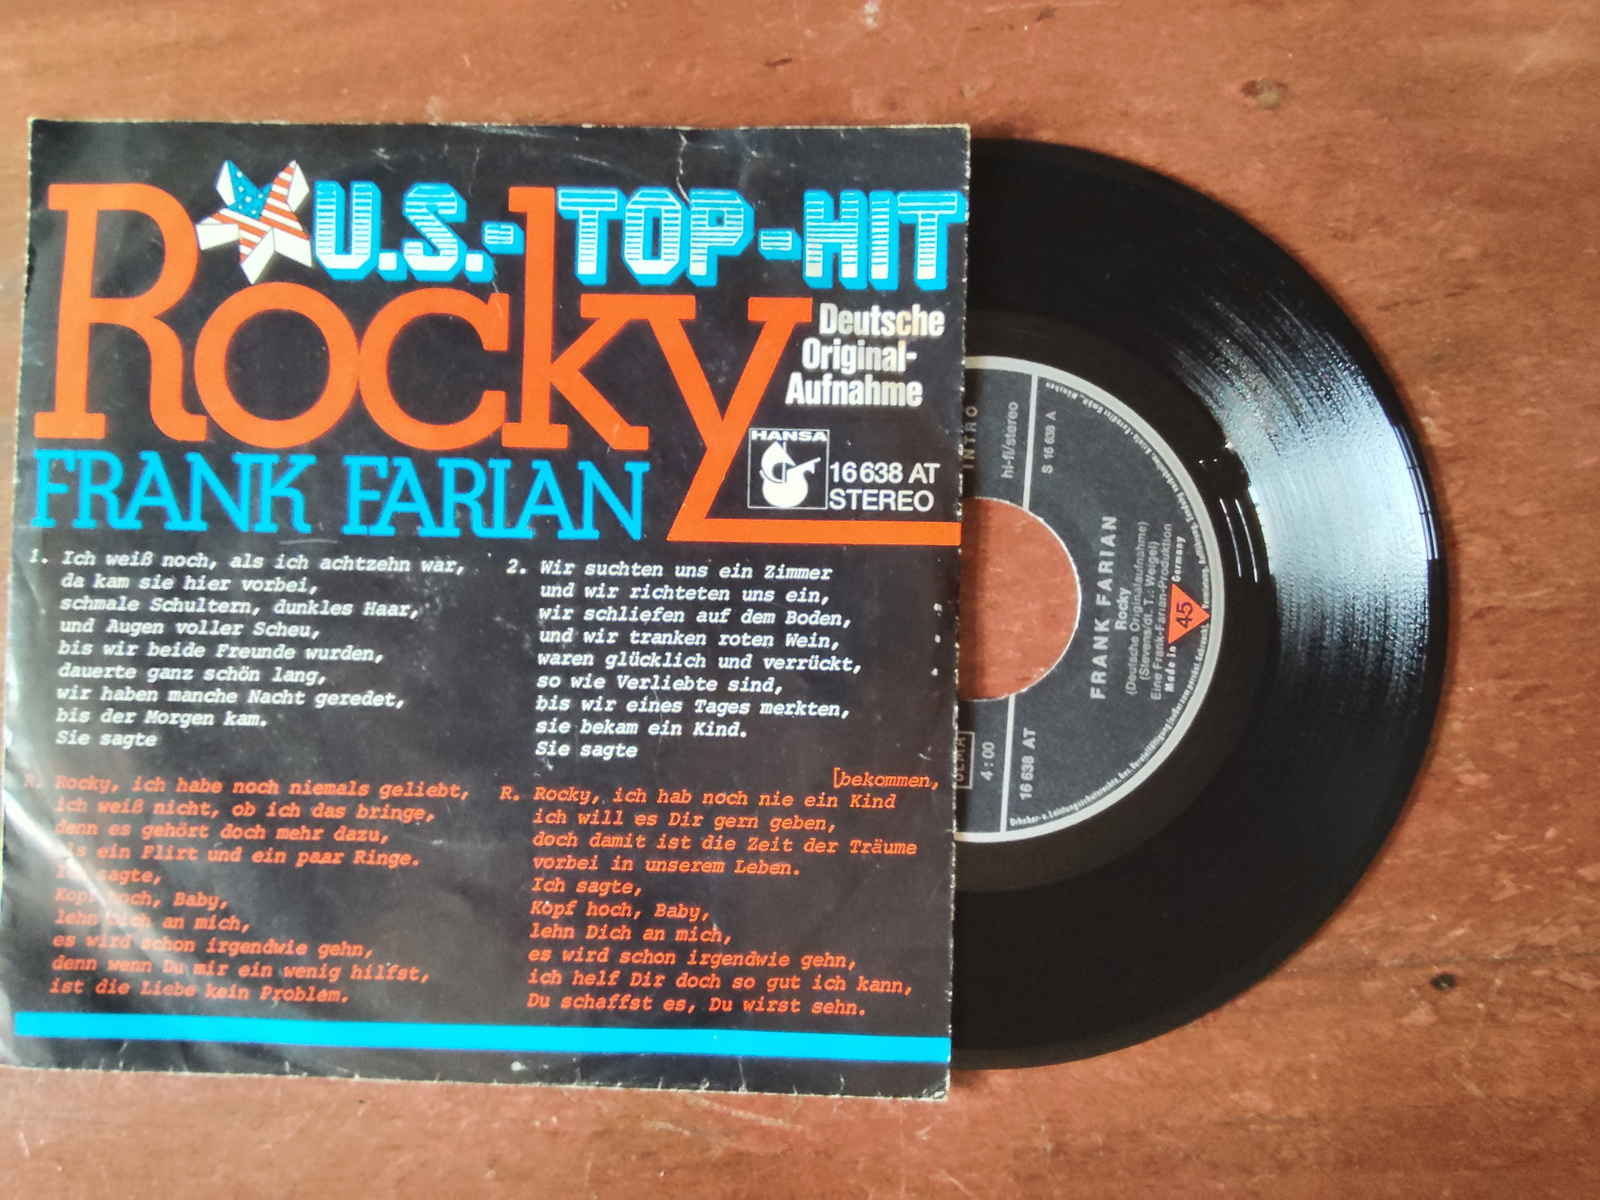 U.S.-TOP-HIT
Rocky
Deutsche
Original-
Aufnahme
FRANK FARIAN
HANSA
16 638 AT
STEREO
1. Ich weiß noch, als ich achtzehn war,
da kam sie hier vorbei,
schmale Schultern, dunkles Haar,
und Augen voller Scheu,
bis wir beide Freunde wurden,
dauerte ganz schön lang,
wir haben manche Nacht geredet,
bis der Morgen kam.
Sie sagte
R. Rocky, ich habe noch niemals geliebt,
ich weiß nicht, ob ich das bringe,
denn es gehört doch mehr dazu,
als ein Flirt und ein paar Ringe.
Ich sagte,
Kopf hoch, Baby,
lehn Dich an mich,
es wird schon irgendwie gehn,
denn wenn Du mir ein wenig hilfst,
ist die Liebe kein Problem.
2. Wir suchten uns ein Zimmer
und wir richteten uns ein,
wir schliefen auf dem Boden,
und wir tranken roten Wein,
waren glücklich und verrückt,
so wie Verliebte sind,
bis wir eines Tages merkten,
sie bekam ein Kind.
Sie sagte
[bekommen,
R. Rocky, ich hab noch nie ein Kind
ich will es Dir gern geben,
doch damit ist die Zeit der Träume
vorbei in unserem Leben.
Ich sagte,
Kopf hoch, Baby,
lehn Dich an mich,
es wird schon irgendwie gehn,
ich helf Dir doch so gut ich kann,
Du schaffst es, Du wirst sehn.
INTRO
hi-fi/stereo
S 16 638 A
FRANK FARIAN
Rocky
(Deutsche Originalaufnahme)
(Stevens/dt. T.: Weigel)
Eine Frank-Farian-Produktion
Made in Germany
45
GEMA
4:00
16 638 AT